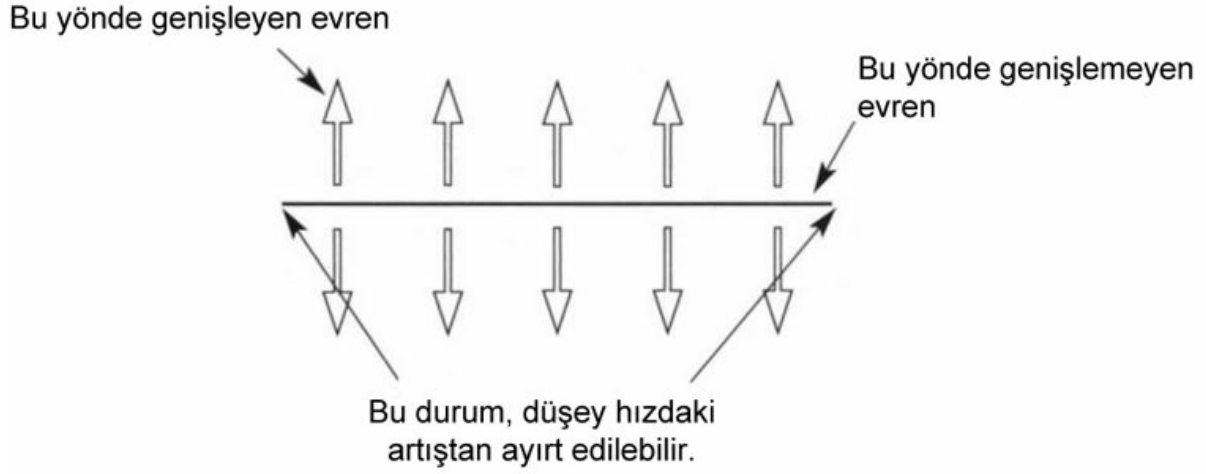 Bu yönde genişleyen evren
Bu yönde genişlemeyen
evren
Bu durum, düşey hızdaki
artıştan ayırt edilebilir.